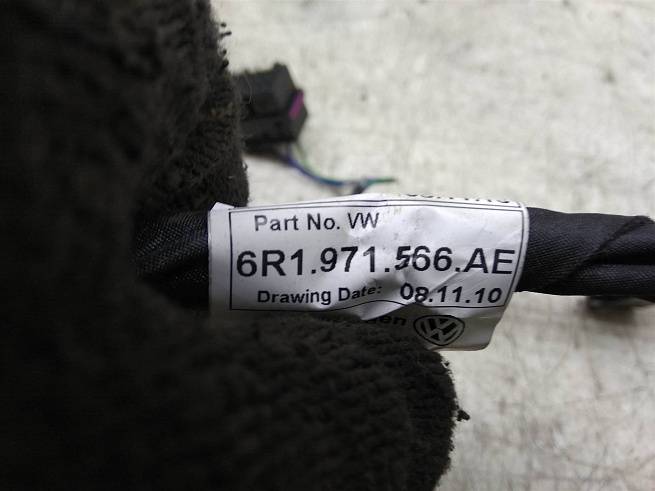 Part No. VW
6R1.971.566.AE
Drawing Date: 08.11.10